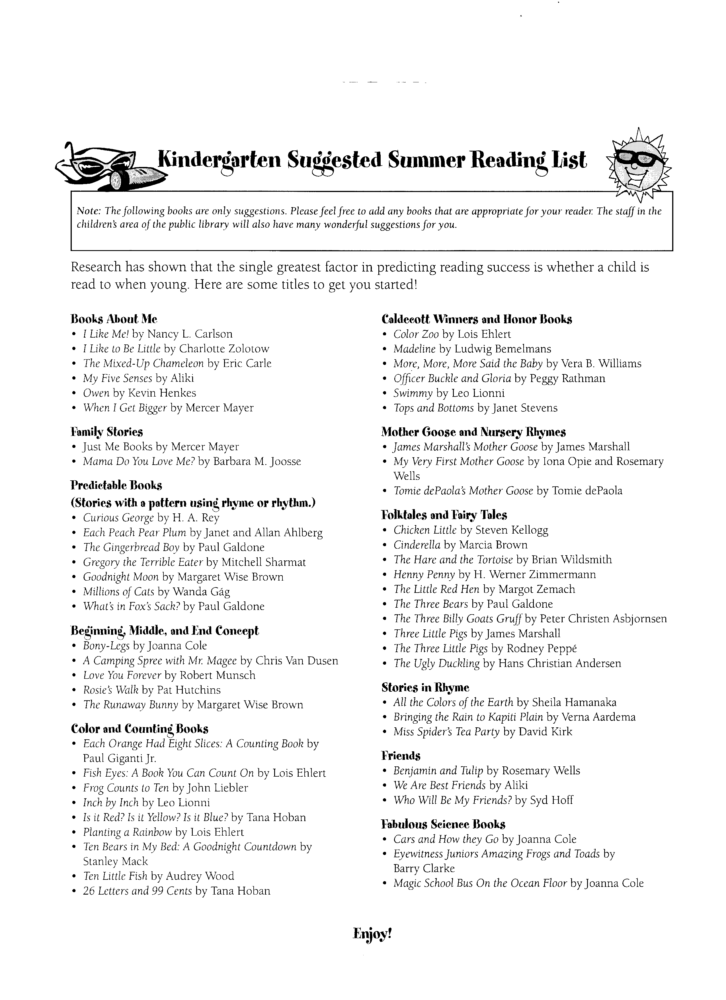 Kindergarten Suggested Summer Reading List
Note: The following books are only suggestions. Please feel free to add any books that are appropriate for your reader. The staff in the
children's area of the public library will also have many wonderful suggestions for you.
Research has shown that the single greatest factor in predicting reading success is whether a child is
read to when young. Here are some titles to get you started!
Books About Me
• I Like Me! by Nancy L. Carlson
• I Like to Be Little by Charlotte Zolotow
• The Mixed-Up Chameleon by Eric Carle
• My Five Senses by Aliki
• Owen by Kevin Henkes
• When I Get Bigger by Mercer Mayer
Family Stories
• Just Me Books by Mercer Mayer
• Mama Do You Love Me? by Barbara M. Joosse
Predictable Books
(Stories with a pattern using rhyme or rhythm.)
• Curious George by H. A. Rey
• Each Peach Pear Plum by Janet and Allan Ahlberg
• The Gingerbread Boy by Paul Galdone
• Gregory the Terrible Eater by Mitchell Sharmat
• Goodnight Moon by Margaret Wise Brown
• Millions of Cats by Wanda Gág
• What's in Fox's Sack? by Paul Galdone
Beginning, Middle, and End Concept
• Bony-Legs by Joanna Cole
• A Camping Spree with Mr. Magee by Chris Van Dusen
• Love You Forever by Robert Munsch
• Rosie's Walk by Pat Hutchins
• The Runaway Bunny by Margaret Wise Brown
Color and Counting Books
• Each Orange Had Eight Slices: A Counting Book by
Paul Giganti Jr.
• Fish Eyes: A Book You Can Count On by Lois Ehlert
• Frog Counts to Ten by John Liebler
• Inch by Inch by Leo Lionni
• Is it Red? Is it Yellow? Is it Blue? by Tana Hoban
• Planting a Rainbow by Lois Ehlert
• Ten Bears in My Bed: A Goodnight Countdown by
Stanley Mack
• Ten Little Fish by Audrey Wood
• 26 Letters and 99 Cents by Tana Hoban
Caldecott Winners and Honor Books
• Color Zoo by Lois Ehlert
• Madeline by Ludwig Bemelmans
• More, More, More Said the Baby by Vera B. Williams
• Officer Buckle and Gloria by Peggy Rathman
• Swimmy by Leo Lionni
• Tops and Bottoms by Janet Stevens
Mother Goose and Nursery Rhymes
• James Marshall's Mother Goose by James Marshall
• My Very First Mother Goose by Iona Opie and Rosemary
Wells
• Tomie dePaola's Mother Goose by Tomie dePaola
Folktales and Fairy Tales
• Chicken Little by Steven Kellogg
• Cinderella by Marcia Brown
• The Hare and the Tortoise by Brian Wildsmith
• Henny Penny by H. Werner Zimmermann
• The Little Red Hen by Margot Zemach
• The Three Bears by Paul Galdone
• The Three Billy Goats Gruff by Peter Christen Asbjornsen
• Three Little Pigs by James Marshall
• The Three Little Pigs by Rodney Peppé
• The Ugly Duckling by Hans Christian Andersen
Stories in Rhyme
• All the Colors of the Earth by Sheila Hamanaka
• Bringing the Rain to Kapiti Plain by Verna Aardema
• Miss Spider's Tea Party by David Kirk
Friends
• Benjamin and Tulip by Rosemary Wells
• We Are Best Friends by Aliki
• Who Will Be My Friends? by Syd Hoff
Fabulous Science Books
• Cars and How they Go by Joanna Cole
• Eyewitness Juniors Amazing Frogs and Toads by
Barry Clarke
• Magic School Bus On the Ocean Floor by Joanna Cole
Enjoy!